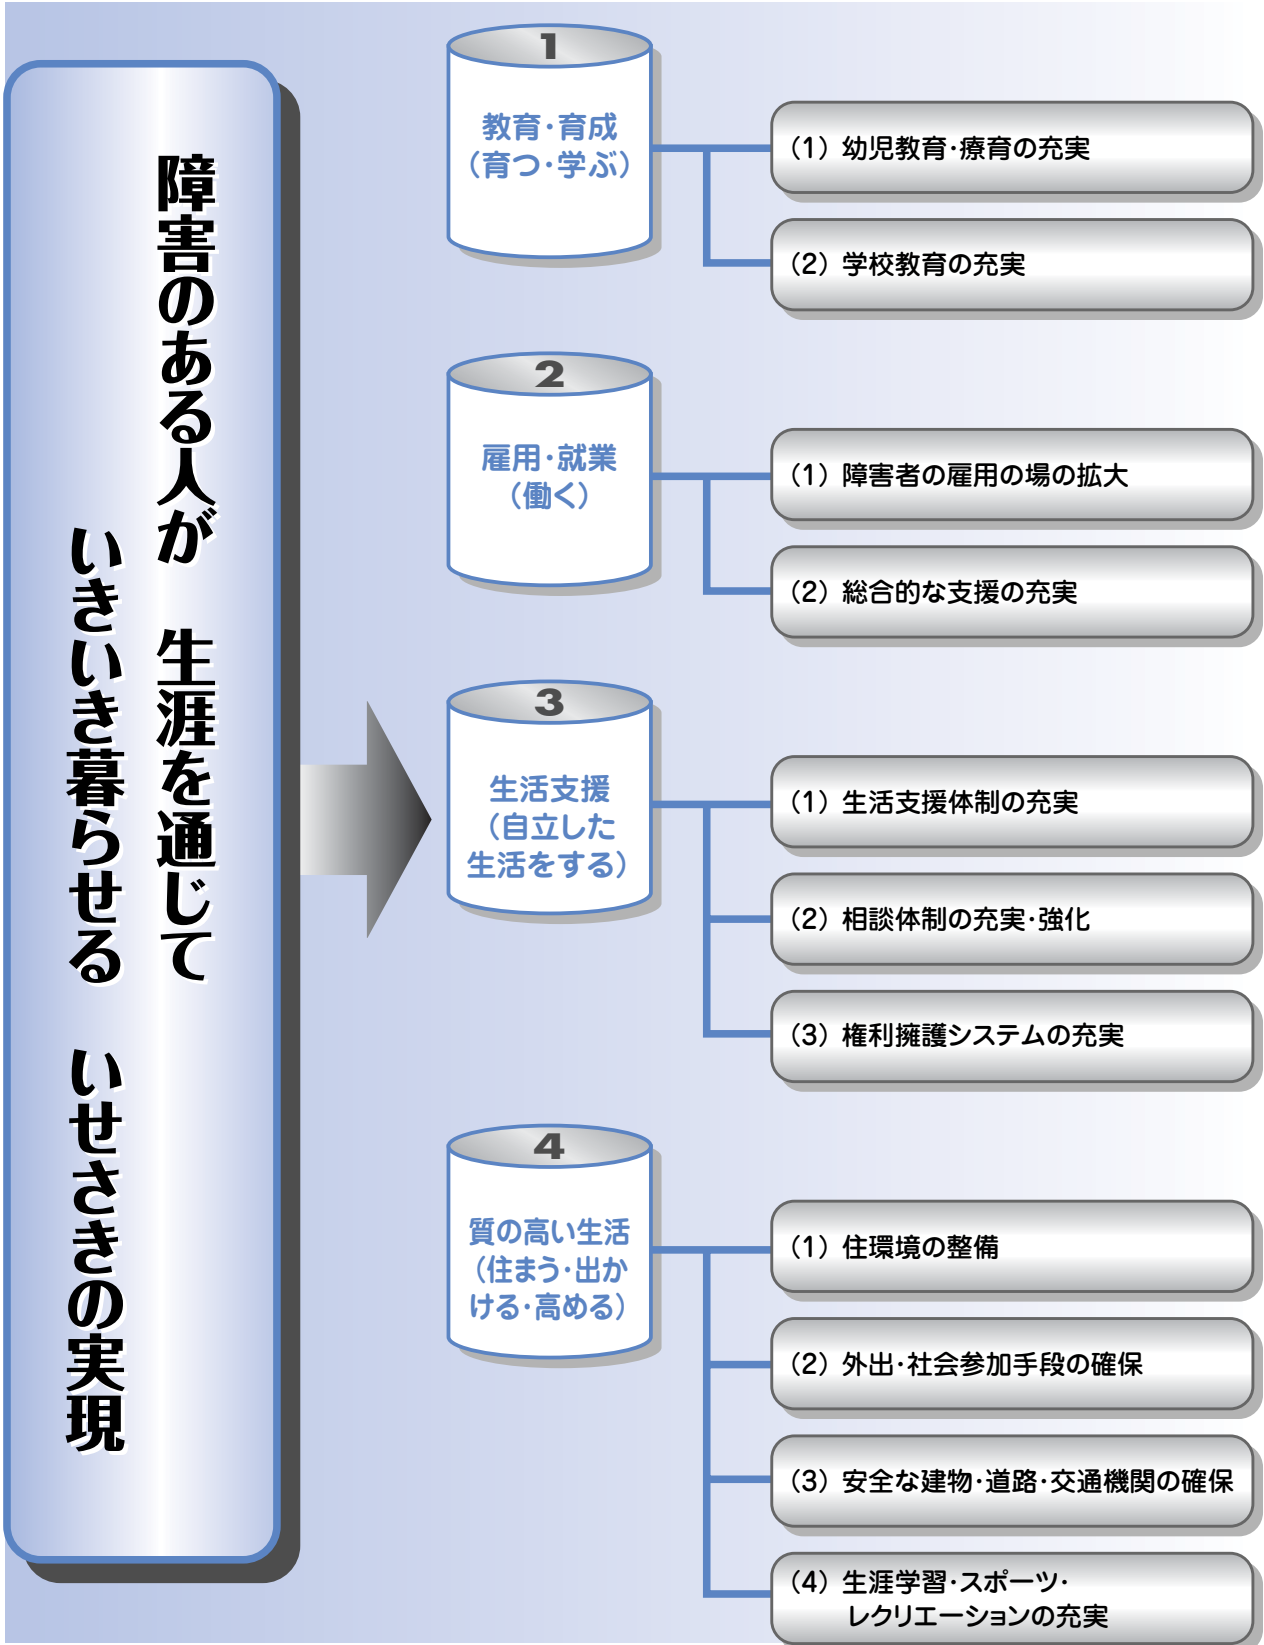 障害のある人が　生涯を通じて
いきいき暮らせる　いせさきの実現
1
教育・育成
（育つ・学ぶ）
（1）幼児教育・療育の充実
（2）学校教育の充実
2
雇用・就業
（働く）
（1）障害者の雇用の場の拡大
（2）総合的な支援の充実
3
生活支援
（自立した
生活をする）
（1）生活支援体制の充実
（2）相談体制の充実・強化
（3）権利擁護システムの充実
4
質の高い生活
（住まう・出か
ける・高める）
（1）住環境の整備
（2）外出・社会参加手段の確保
（3）安全な建物・道路・交通機関の確保
（4）生涯学習・スポーツ・
レクリエーションの充実